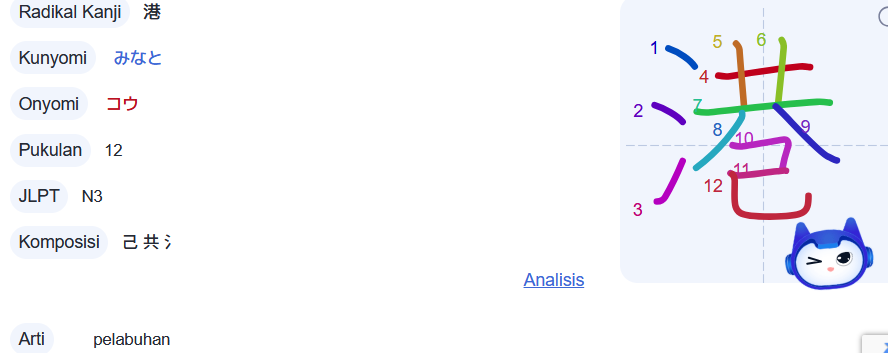 Radikal Kanji 港
Kunyomi みなと
Onyomi コウ
Pukulan 12
JLPT N3
Komposisi 己 共 氵
Analisis
Arti pelabuhan
1
2
3
4
5
6
7
8
9
10
11
12
港